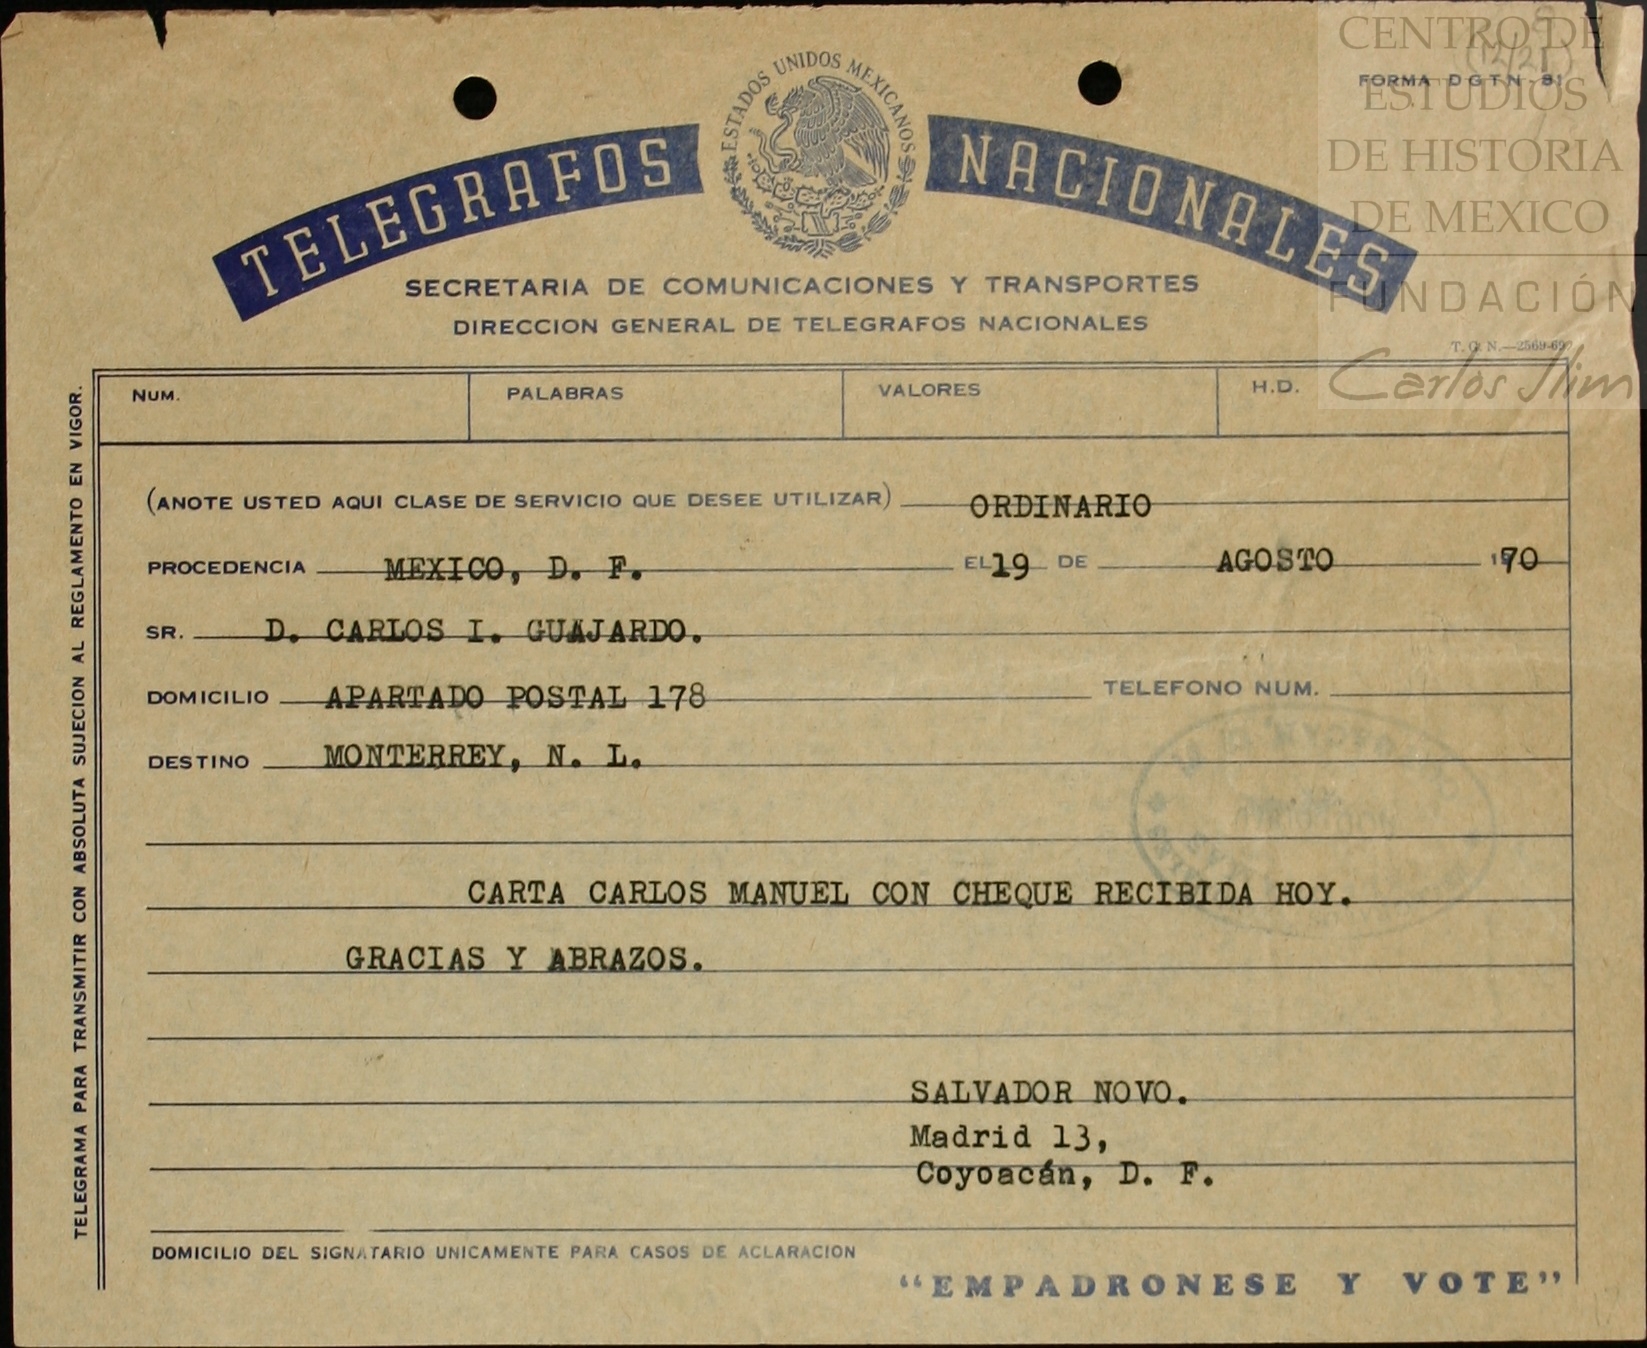 CENTRO DE
ESTUDIOS
DE HISTORIA
DE MEXICO
FUNDACIÓN
Carlos Slim
FORMA DGTN 81
ESTADOS UNIDOS MEXICANOS
TELEGRAFOS NACIONALES
SECRETARIA DE COMUNICACIONES Y TRANSPORTES
DIRECCION GENERAL DE TELEGRAFOS NACIONALES
T. G. N.—2569-69
NUM. PALABRAS VALORES H.D.
(ANOTE USTED AQUI CLASE DE SERVICIO QUE DESEE UTILIZAR) ORDINARIO
PROCEDENCIA MEXICO, D. F. EL 19 DE AGOSTO 1970
SR. D. CARLOS I. GUAJARDO.
DOMICILIO APARTADO POSTAL 178 TELEFONO NUM.
DESTINO MONTERREY, N. L.
CARTA CARLOS MANUEL CON CHEQUE RECIBIDA HOY.
GRACIAS Y ABRAZOS.
SALVADOR NOVO.
Madrid 13,
Coyoacán, D. F.
DOMICILIO DEL SIGNATARIO UNICAMENTE PARA CASOS DE ACLARACION
"EMPADRONESE Y VOTE"
TELEGRAMA PARA TRANSMITIR CON ABSOLUTA SUJECION AL REGLAMENTO EN VIGOR.